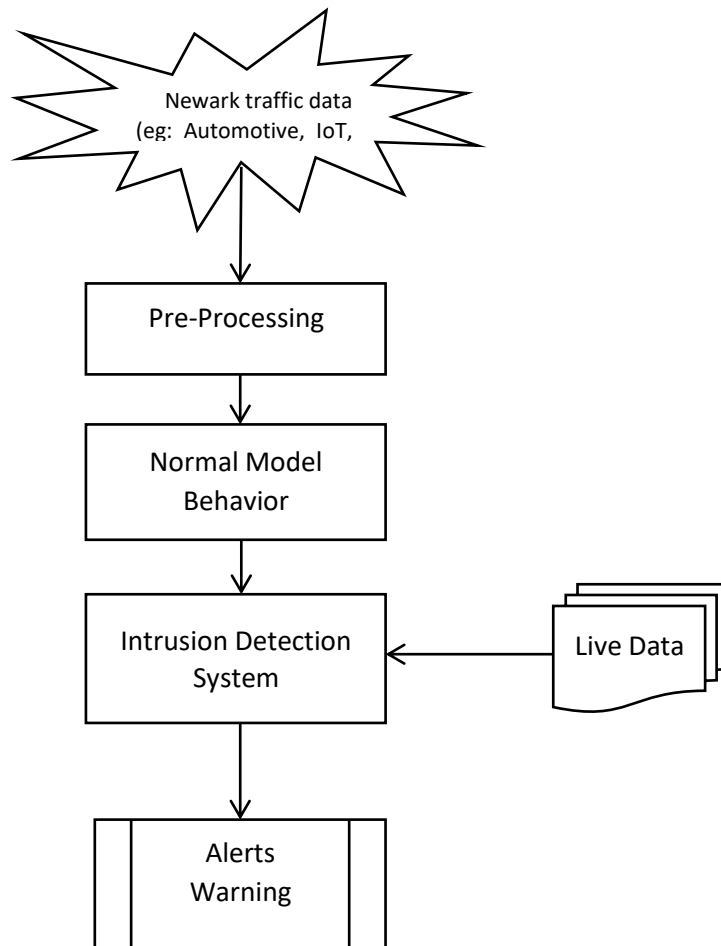 Newark traffic data
(eg: Automotive, IoT,
Pre-Processing
Normal Model
Behavior
Intrusion Detection
System
Live Data
Alerts
Warning